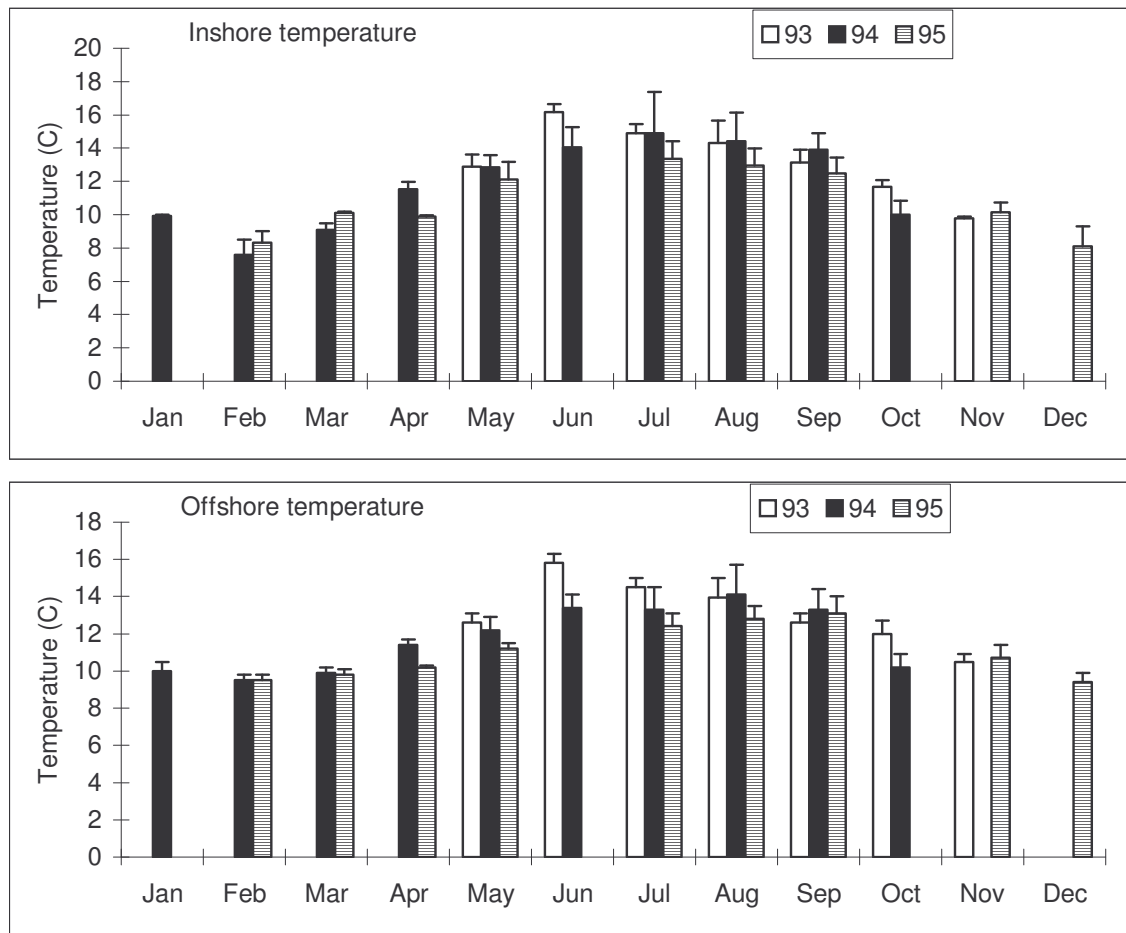 Inshore temperature
93 94 95
Temperature (C)
20
18
16
14
12
10
8
6
4
2
0
Jan Feb Mar Apr May Jun Jul Aug Sep Oct Nov Dec
Offshore temperature
93 94 95
Temperature (C)
18
16
14
12
10
8
6
4
2
0
Jan Feb Mar Apr May Jun Jul Aug Sep Oct Nov Dec